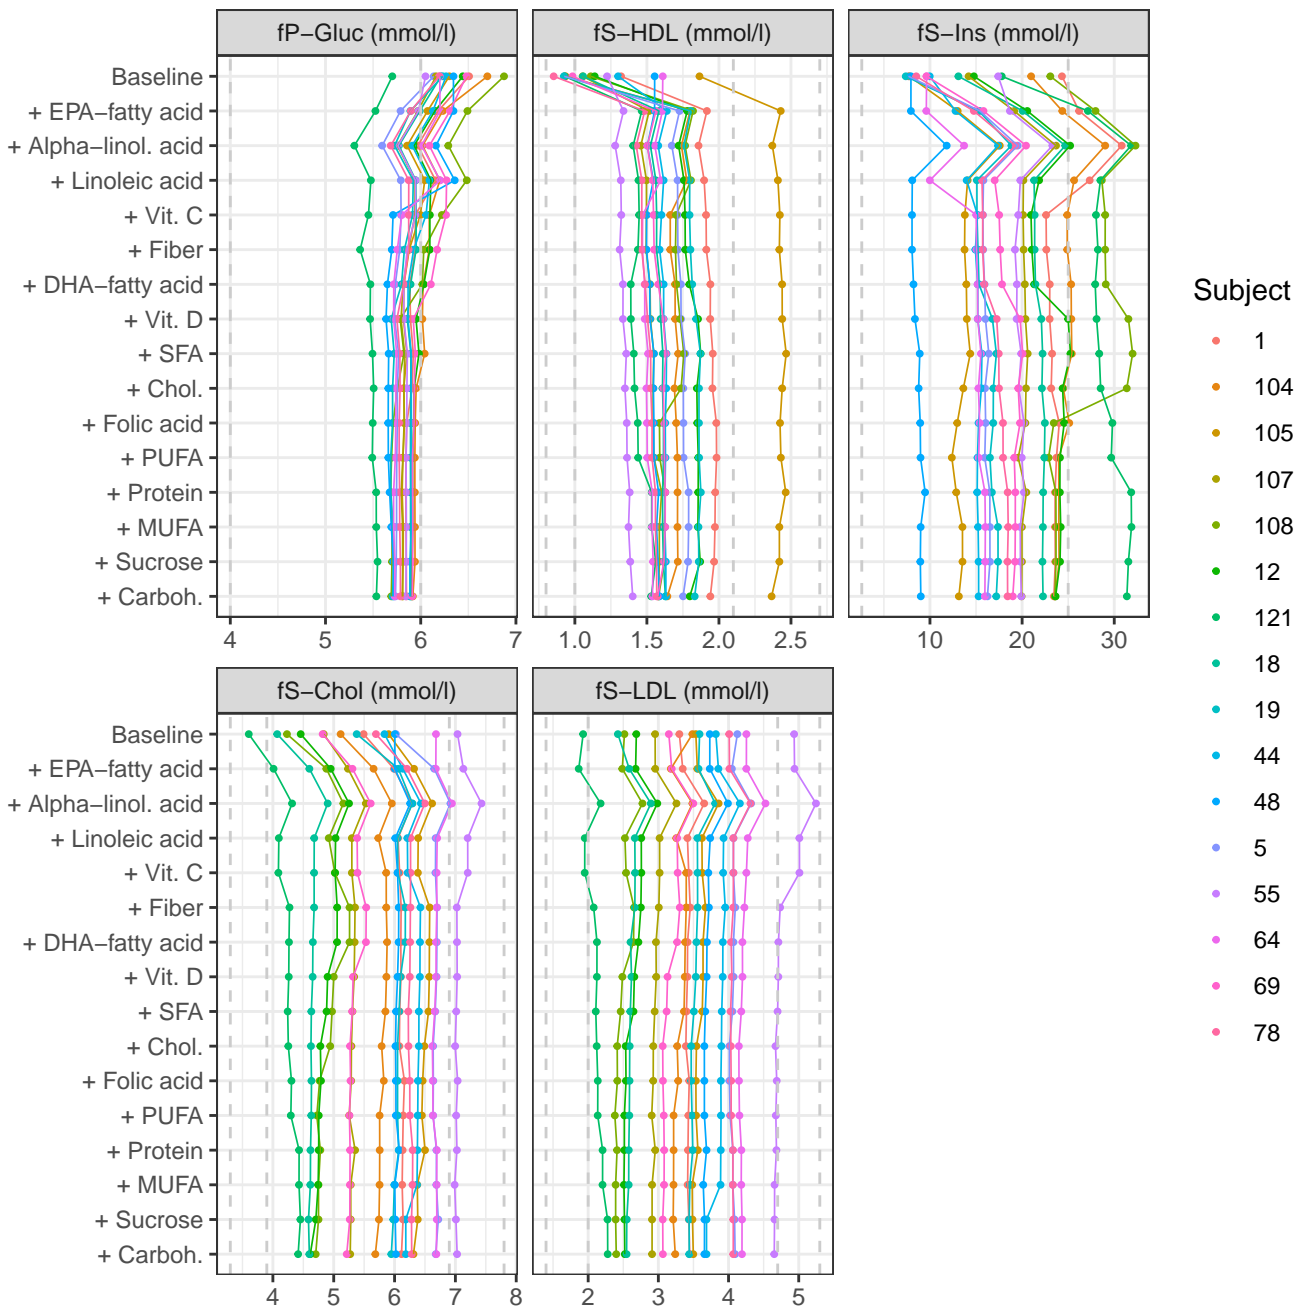 fP−Gluc (mmol/l)
fS−HDL (mmol/l)
fS−Ins (mmol/l)
Baseline
+ EPA−fatty acid
+ Alpha−linol. acid
+ Linoleic acid
+ Vit. C
+ Fiber
+ DHA−fatty acid
+ Vit. D
+ SFA
+ Chol.
+ Folic acid
+ PUFA
+ Protein
+ MUFA
+ Sucrose
+ Carboh.
4 5 6 7
1.0 1.5 2.0 2.5
10 20 30
fS−Chol (mmol/l)
fS−LDL (mmol/l)
Baseline
+ EPA−fatty acid
+ Alpha−linol. acid
+ Linoleic acid
+ Vit. C
+ Fiber
+ DHA−fatty acid
+ Vit. D
+ SFA
+ Chol.
+ Folic acid
+ PUFA
+ Protein
+ MUFA
+ Sucrose
+ Carboh.
4 5 6 7 8
2 3 4 5
Subject
1
104
105
107
108
12
121
18
19
44
48
5
55
64
69
78